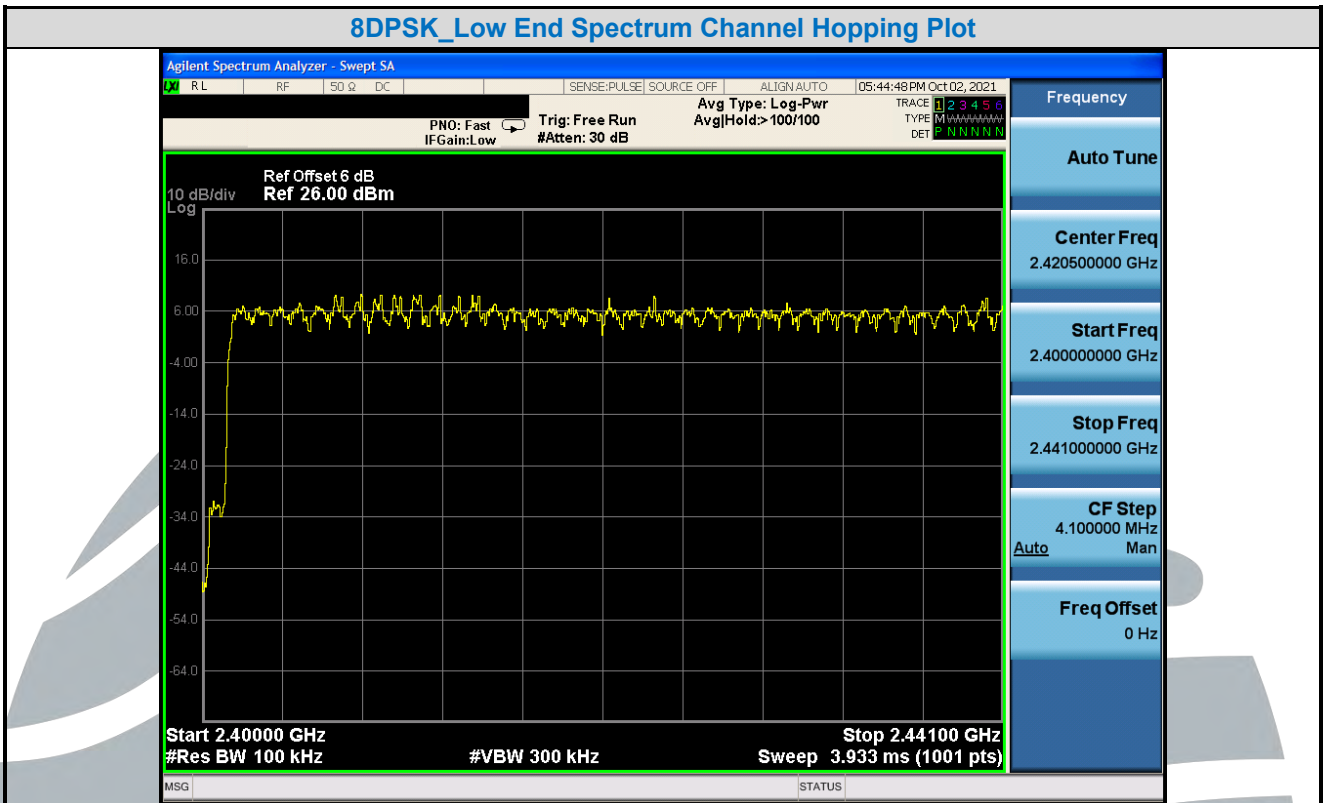 8DPSK_Low End Spectrum Channel Hopping Plot
Agilent Spectrum Analyzer - Swept SA
LXI RL RF 50 Ω DC SENSE:PULSE SOURCE OFF ALIGN AUTO 05:44:48 PM Oct 02, 2021
PNO: Fast
IFGain:Low
Trig: Free Run
#Atten: 30 dB
Avg Type: Log-Pwr
Avg|Hold:>100/100
TRACE 1 2 3 4 5 6
TYPE M WWWWW
DET P N N N N N
Ref Offset 6 dB
10 dB/div Ref 26.00 dBm
Log
16.0
6.00
-4.00
-14.0
-24.0
-34.0
-44.0
-54.0
-64.0
Start 2.40000 GHz Stop 2.44100 GHz
#Res BW 100 kHz #VBW 300 kHz Sweep 3.933 ms (1001 pts)
MSG STATUS
Frequency
Auto Tune
Center Freq
2.420500000 GHz
Start Freq
2.400000000 GHz
Stop Freq
2.441000000 GHz
CF Step
4.100000 MHz
Auto Man
Freq Offset
0 Hz